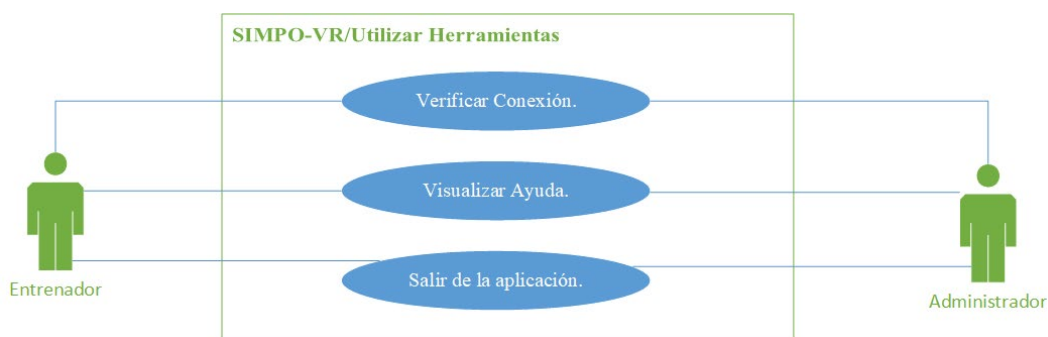 SIMPO-VR/Utilizar Herramientas
Verificar Conexión.
Visualizar Ayuda.
Salir de la aplicación.
Entrenador
Administrador